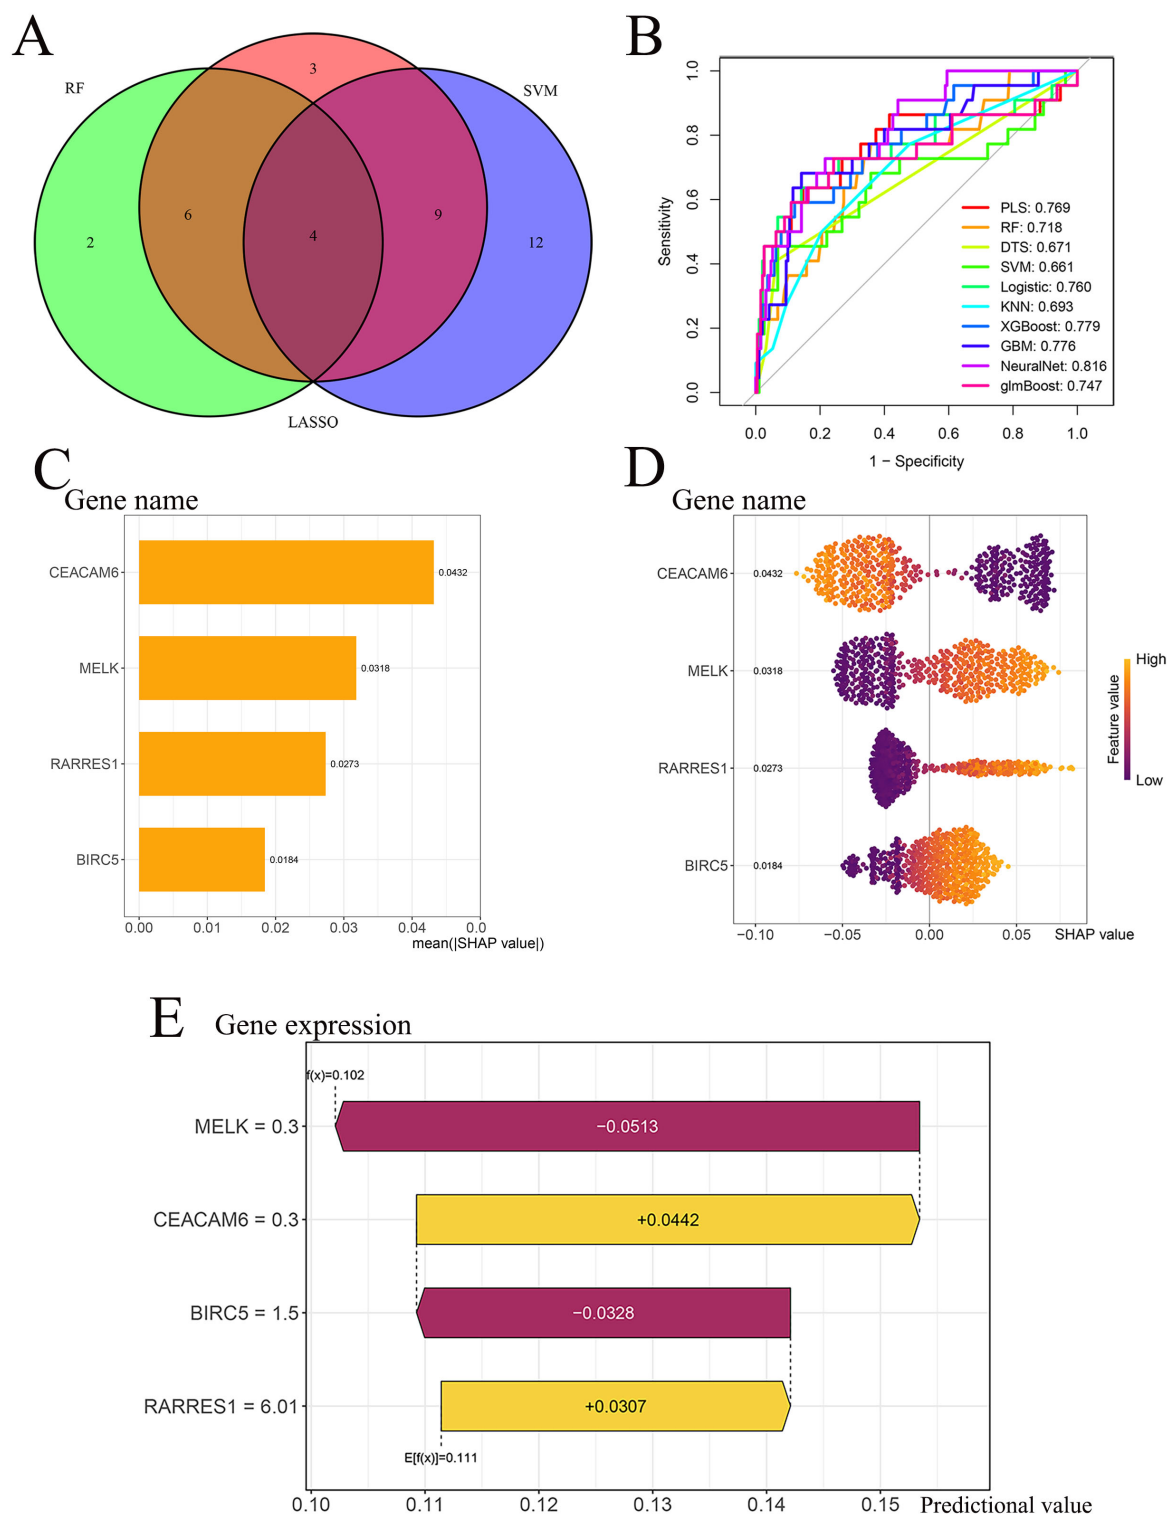 A
RF
SVM
3
6
9
2
4
12
LASSO
B
Sensitivity
1.0
0.8
0.6
0.4
0.2
0.0
PLS: 0.769
RF: 0.718
DTS: 0.671
SVM: 0.661
Logistic: 0.760
KNN: 0.693
XGBoost: 0.779
GBM: 0.776
NeuralNet: 0.816
glmBoost: 0.747
0.0 0.2 0.4 0.6 0.8 1.0
1 − Specificity
C
Gene name
CEACAM6 0.0432
MELK 0.0318
RARRES1 0.0273
BIRC5 0.0184
0.00 0.01 0.02 0.03 0.04 0.0
mean(|SHAP value|)
D
Gene name
CEACAM6 0.0432
MELK 0.0318
RARRES1 0.0273
BIRC5 0.0184
High
Feature value
Low
−0.10 −0.05 0.00 0.05 SHAP value
E Gene expression
f(x)=0.102
MELK = 0.3 −0.0513
CEACAM6 = 0.3 +0.0442
BIRC5 = 1.5 −0.0328
RARRES1 = 6.01 +0.0307
E[f(x)]=0.111
0.10 0.11 0.12 0.13 0.14 0.15 Predictional value